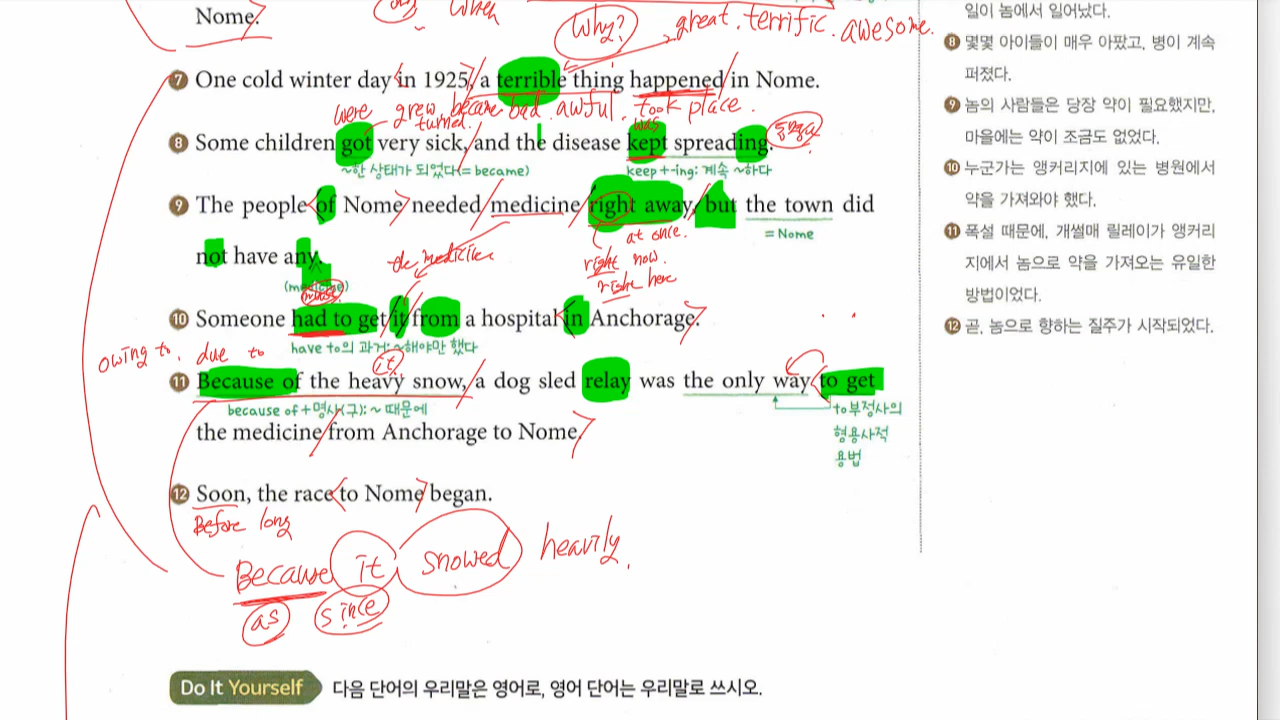 Nome.
When
Why?
great. terrific. awesome.
⑦ One cold winter day in 1925, a terrible thing happened in Nome.
were grew became bad. awful. took place.
turned
was
⑧ Some children got very sick, and the disease kept spreading.
동명사
~한 상태가 되었다(= became)
keep + -ing: 계속 ~하다
⑨ The people of Nome needed medicine right away, but the town did
at once.
= Nome
not have any.
the medicine
right now.
right here
(medicine)
must
⑩ Someone had to get it from a hospital in Anchorage.
have to의 과거: ~해야만 했다
owing to. due to
it
⑪ Because of the heavy snow, a dog sled relay was the only way to get
because of + 명사(구): ~ 때문에
to부정사의
형용사적
용법
the medicine from Anchorage to Nome.
⑫ Soon, the race to Nome began.
Before long
Because it snowed heavily.
as since
Do It Yourself 다음 단어의 우리말은 영어로, 영어 단어는 우리말로 쓰시오.
일이 놈에서 일어났다.
⑧ 몇몇 아이들이 매우 아팠고, 병이 계속
퍼졌다.
⑨ 놈의 사람들은 당장 약이 필요했지만,
마을에는 약이 조금도 없었다.
⑩ 누군가는 앵커리지에 있는 병원에서
약을 가져와야 했다.
⑪ 폭설 때문에, 개썰매 릴레이가 앵커리
지에서 놈으로 약을 가져오는 유일한
방법이었다.
⑫ 곧, 놈으로 향하는 질주가 시작되었다.